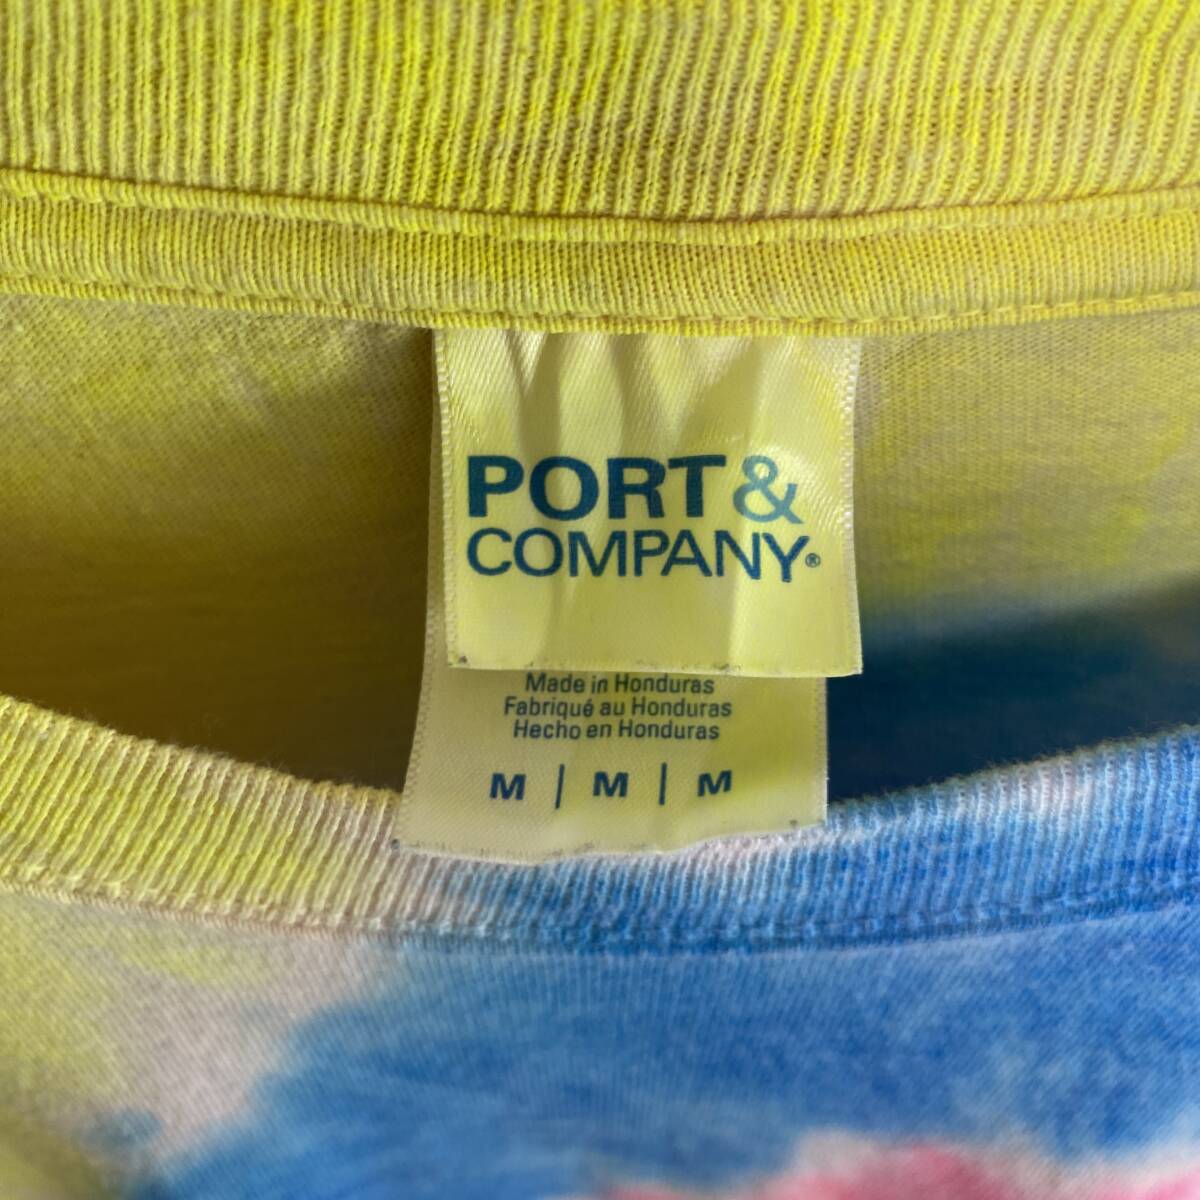 PORT &
COMPANY®
Made in Honduras
Fabriqué au Honduras
Hecho en Honduras
M | M | M